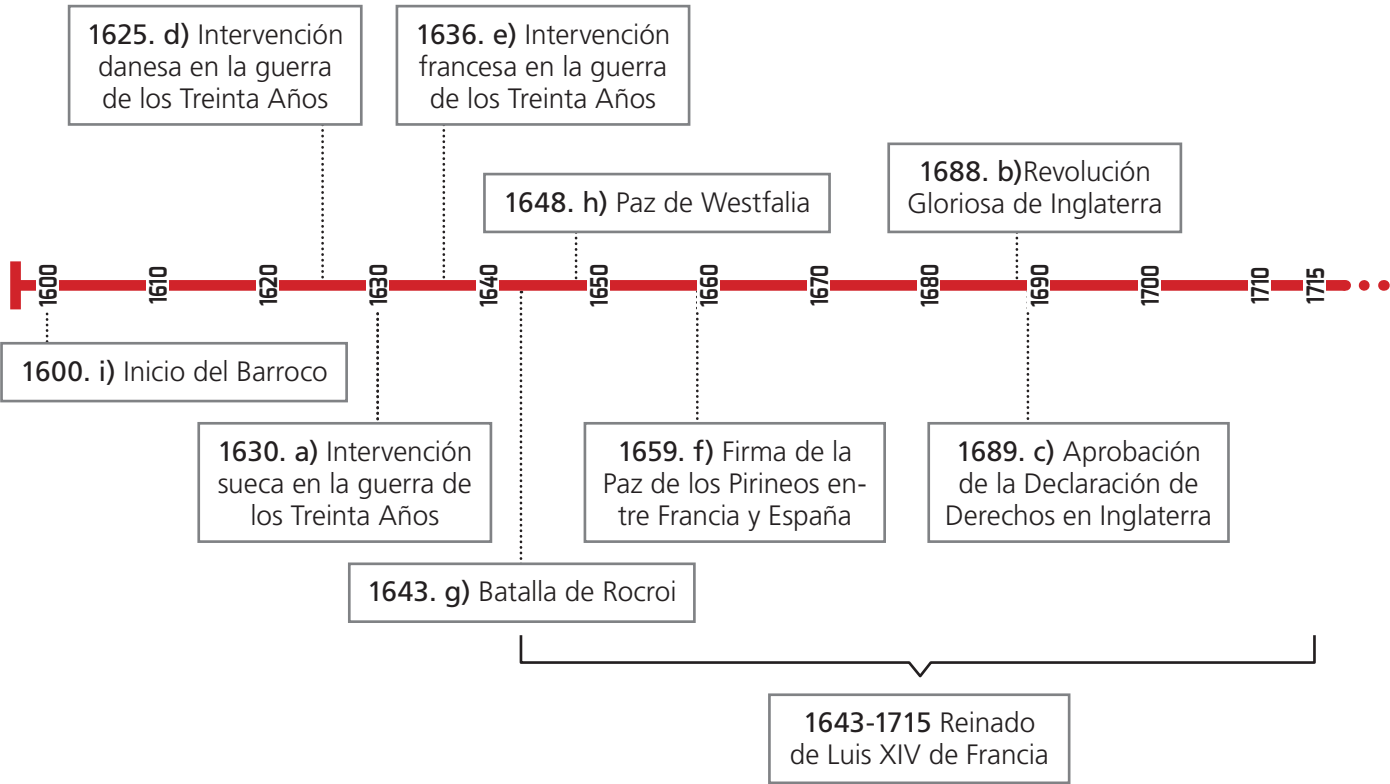 1625. d) Intervención
danesa en la guerra
de los Treinta Años
1636. e) Intervención
francesa en la guerra
de los Treinta Años
1648. h) Paz de Westfalia
1688. b)Revolución
Gloriosa de Inglaterra
1600
1610
1620
1630
1640
1650
1660
1670
1680
1690
1700
1710
1715
1600. i) Inicio del Barroco
1630. a) Intervención
sueca en la guerra de
los Treinta Años
1659. f) Firma de la
Paz de los Pirineos en-
tre Francia y España
1689. c) Aprobación
de la Declaración de
Derechos en Inglaterra
1643. g) Batalla de Rocroi
1643-1715 Reinado
de Luis XIV de Francia